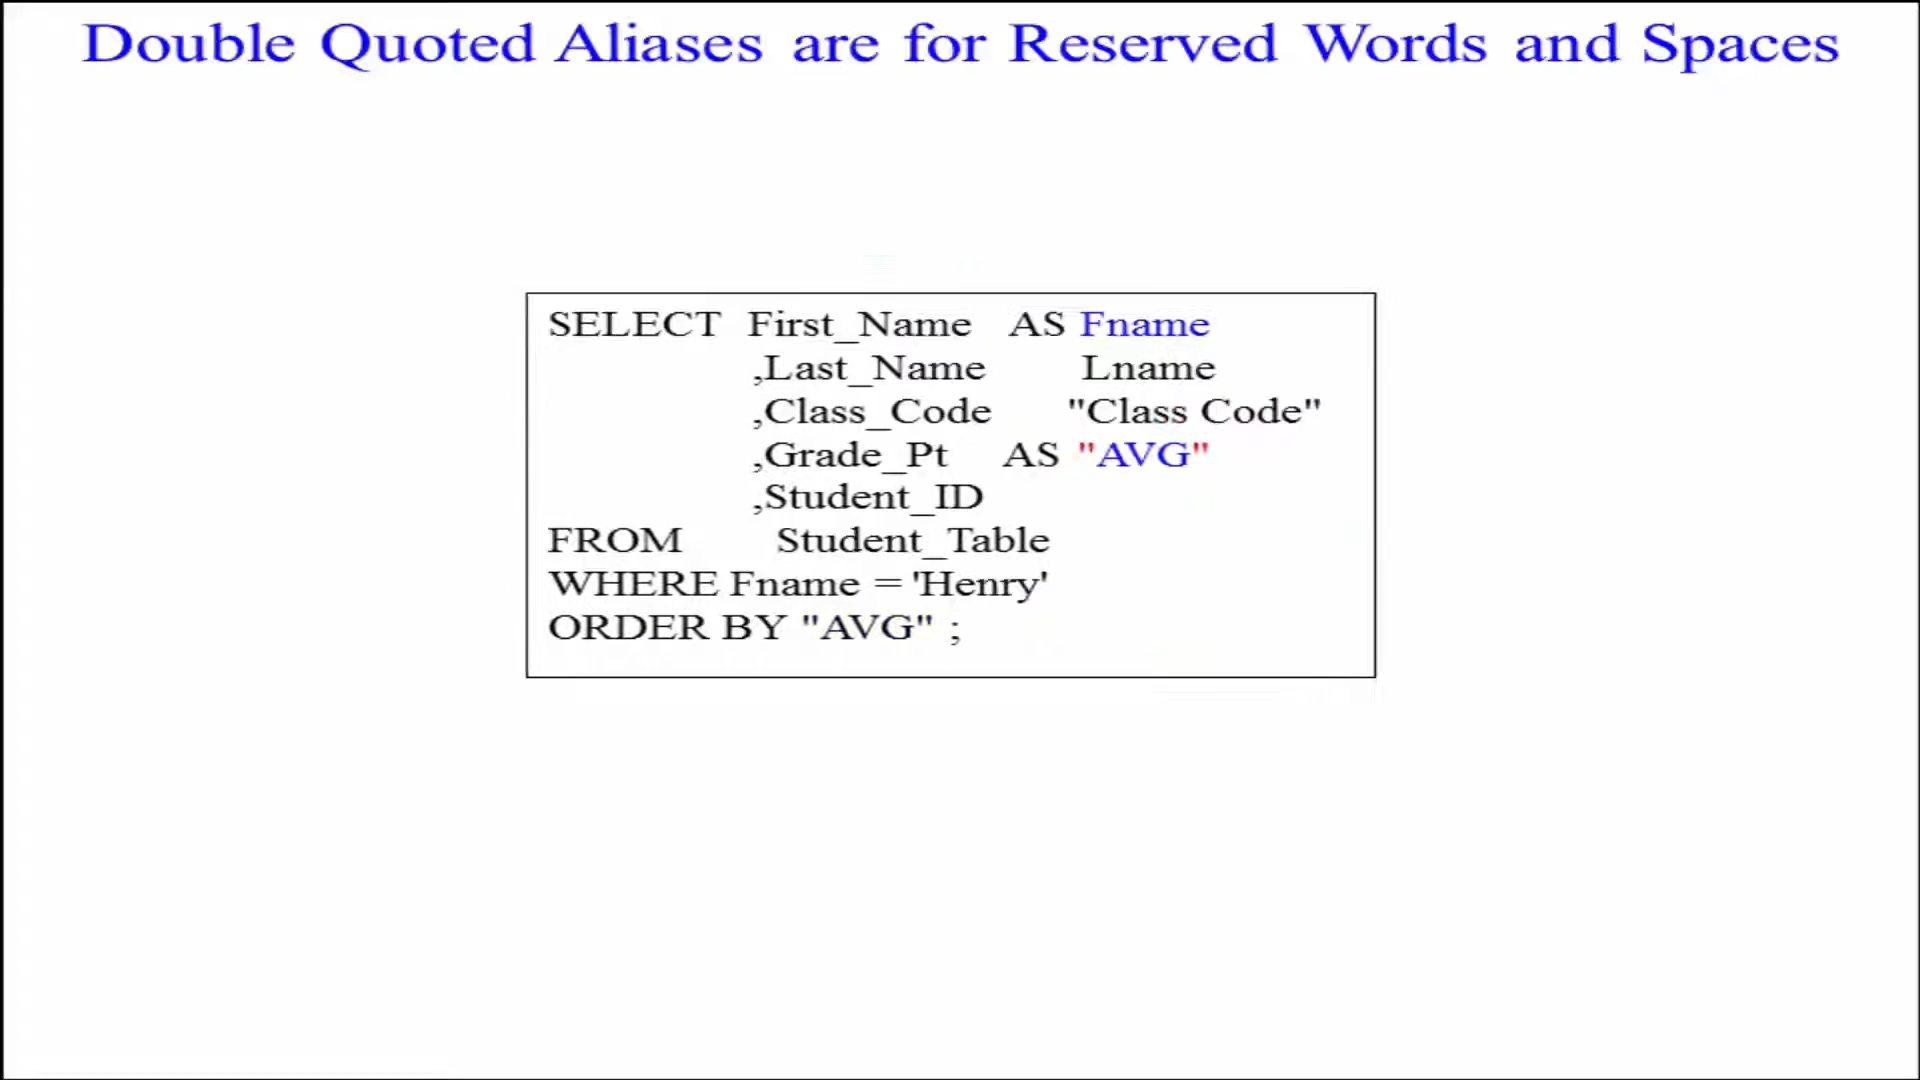 Double Quoted Aliases are for Reserved Words and Spaces
SELECT First_Name AS Fname
,Last_Name Lname
,Class_Code "Class Code"
,Grade_Pt AS "AVG"
,Student_ID
FROM Student_Table
WHERE Fname = 'Henry'
ORDER BY "AVG" ;